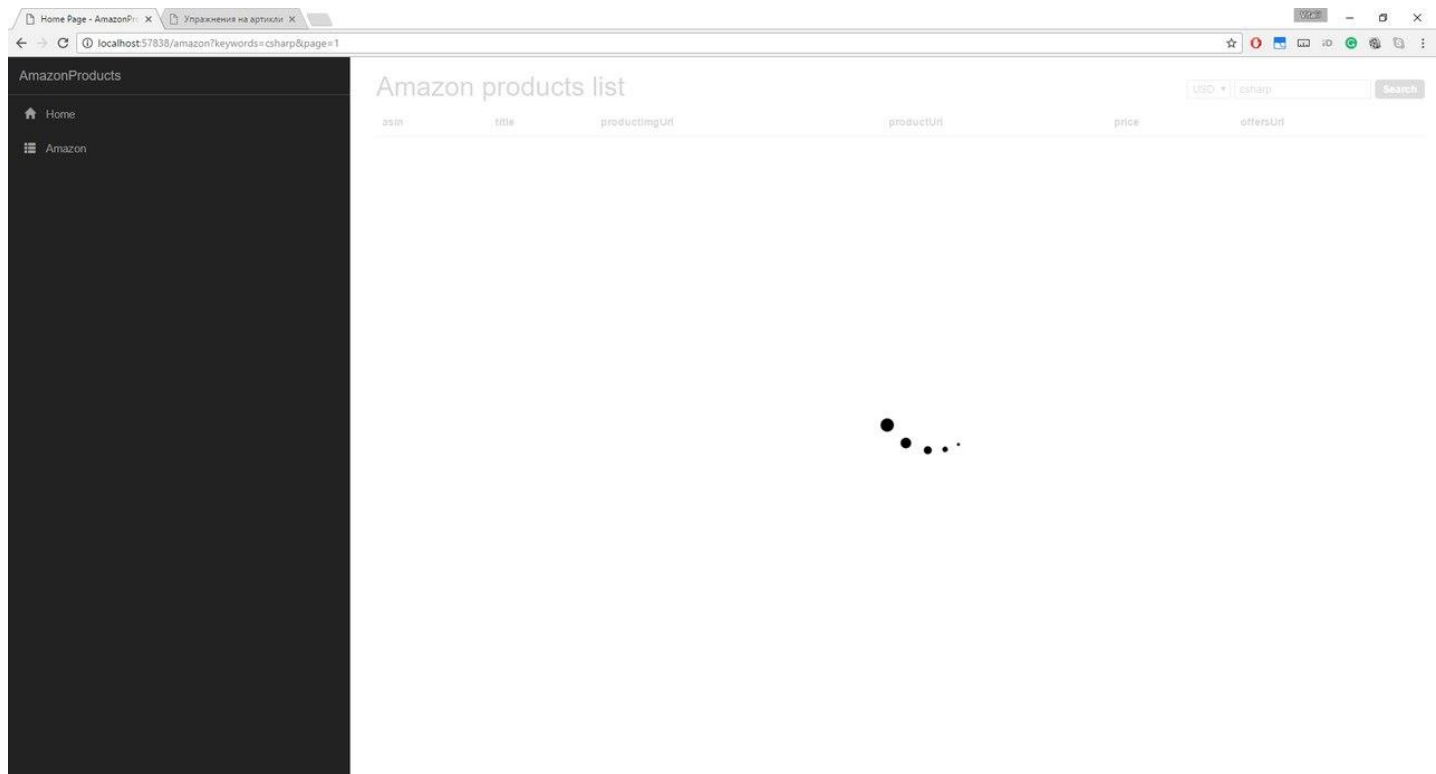 Home Page - AmazonPr
Упражнения на артикли
localhost:57838/amazon?keywords=csharp&page=1
AmazonProducts
Home
Amazon
Amazon products list
USD
csharp
Search
asin title productImgUrl productUrl price offersUrl